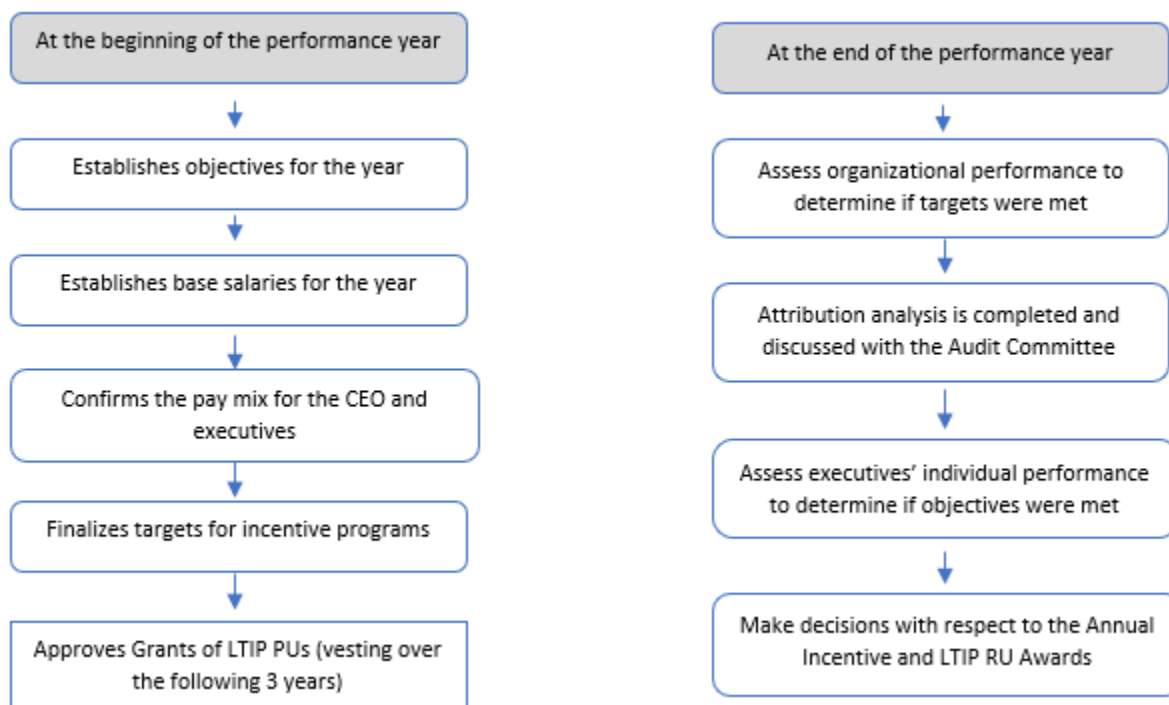 At the beginning of the performance year
Establishes objectives for the year
Establishes base salaries for the year
Confirms the pay mix for the CEO and
executives
Finalizes targets for incentive programs
Approves Grants of LTIP PUs (vesting over
the following 3 years)
At the end of the performance year
Assess organizational performance to
determine if targets were met
Attribution analysis is completed and
discussed with the Audit Committee
Assess executives’ individual performance
to determine if objectives were met
Make decisions with respect to the Annual
Incentive and LTIP RU Awards